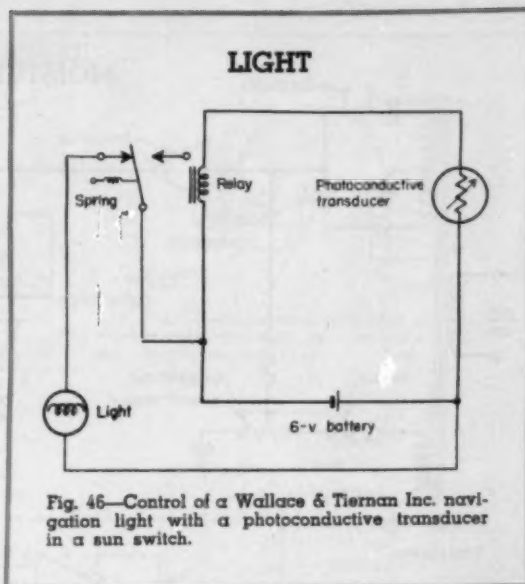 LIGHT
Relay
Photoconductive
transducer
Spring
Light
6-v battery
Fig. 46—Control of a Wallace & Tiernan Inc. navi-
gation light with a photoconductive transducer
in a sun switch.